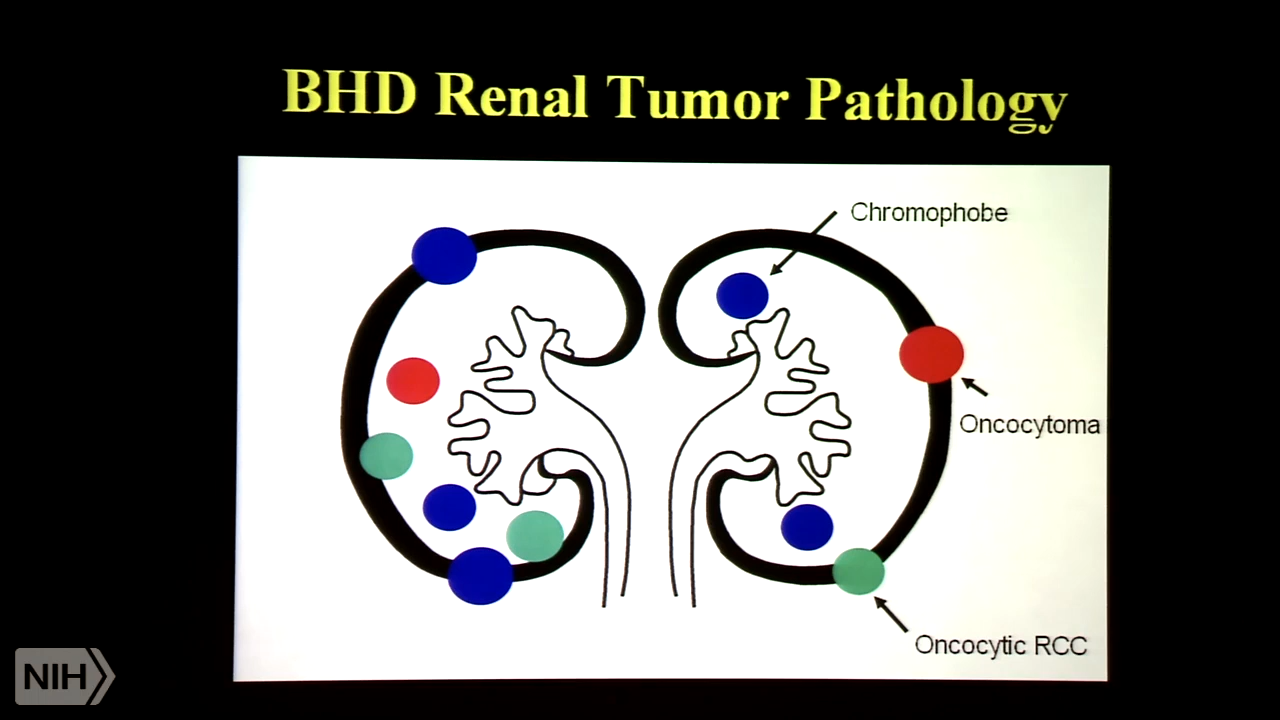 BHD Renal Tumor Pathology
Chromophobe
Oncocytoma
Oncocytic RCC
NIH